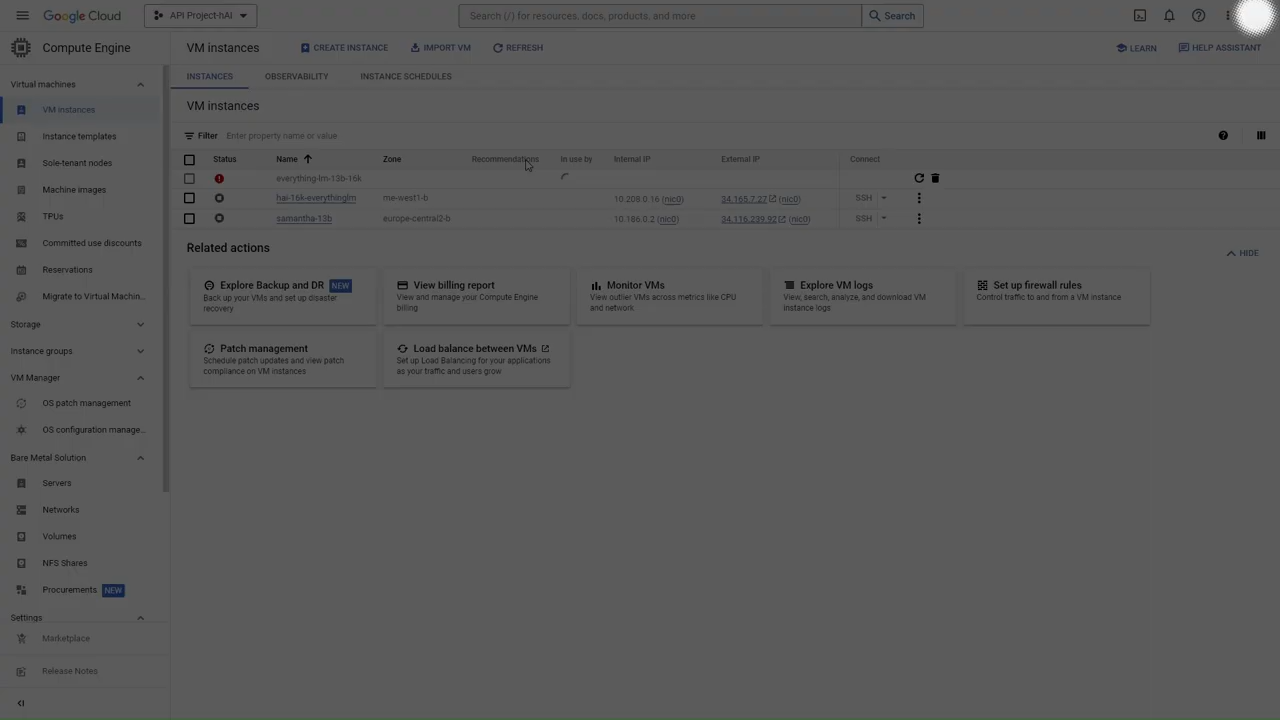 Google Cloud
API Project-hAI
Search (/) for resources, docs, products, and more
Search
Compute Engine
VM instances
CREATE INSTANCE
IMPORT VM
REFRESH
LEARN
HELP ASSISTANT
Virtual machines
VM instances
Instance templates
Sole-tenant nodes
Machine images
TPUs
Committed use discounts
Reservations
Migrate to Virtual Machin...
Storage
Instance groups
VM Manager
OS patch management
OS configuration manage...
Bare Metal Solution
Servers
Networks
Volumes
NFS Shares
Procurements NEW
Settings
Marketplace
Release Notes
INSTANCES
OBSERVABILITY
INSTANCE SCHEDULES
VM instances
Filter Enter property name or value
Status Name Zone Recommendations In use by Internal IP External IP Connect
everything-lm-13b-16k
hai-16k-everythinglm me-west1-b 10.208.0.16 (nic0) 34.165.7.27 (nic0) SSH
samantha-13b europe-central2-b 10.186.0.2 (nic0) 34.116.239.92 (nic0) SSH
Related actions
HIDE
Explore Backup and DR NEW
Back up your VMs and set up disaster
recovery
View billing report
View and manage your Compute Engine
billing
Monitor VMs
View outlier VMs across metrics like CPU
and network
Explore VM logs
View, search, analyze, and download VM
instance logs
Set up firewall rules
Control traffic to and from a VM instance
Patch management
Schedule patch updates and view patch
compliance on VM instances
Load balance between VMs
Set up Load Balancing for your applications
as your traffic and users grow